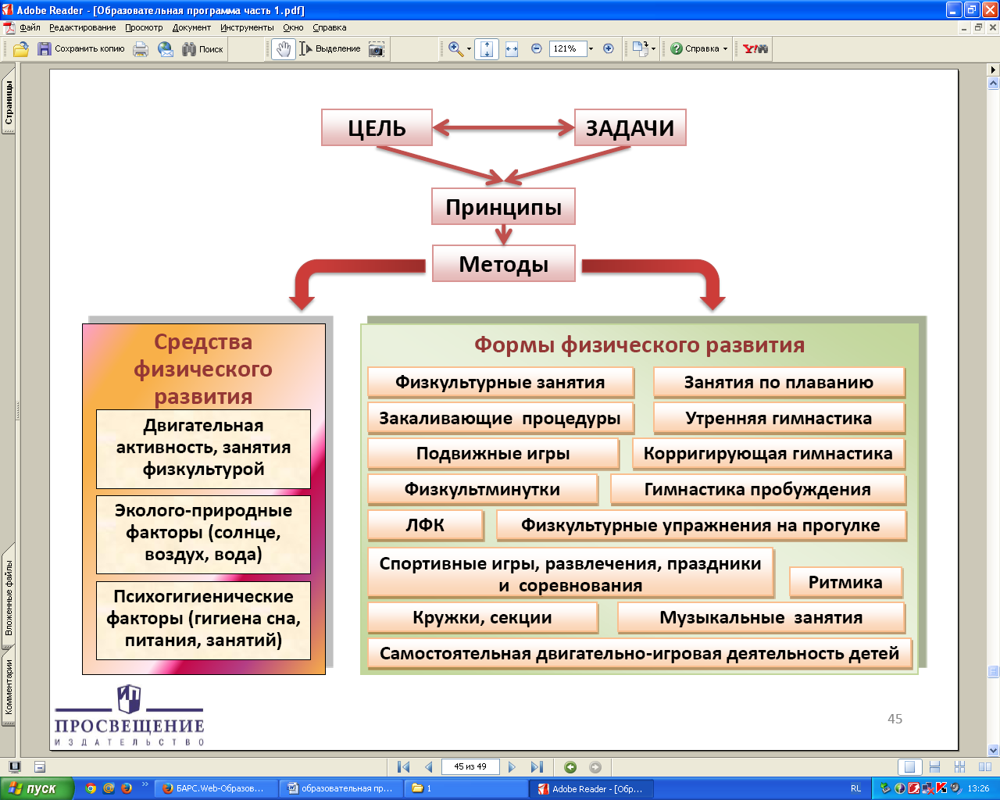 Adobe Reader - [Образовательная программа часть 1.pdf]
Файл Редактирование Просмотр Документ Инструменты Окно Справка
Сохранить копию Поиск Выделение 121% Справка Y!
Страницы
Вложенные файлы
Комментарии
ЦЕЛЬ
ЗАДАЧИ
Принципы
Методы
Средства
физического
развития
Двигательная
активность, занятия
физкультурой
Эколого-природные
факторы (солнце,
воздух, вода)
Психогигиенические
факторы (гигиена сна,
питания, занятий)
Формы физического развития
Физкультурные занятия
Занятия по плаванию
Закаливающие процедуры
Утренняя гимнастика
Подвижные игры
Корригирующая гимнастика
Физкультминутки
Гимнастика пробуждения
ЛФК
Физкультурные упражнения на прогулке
Спортивные игры, развлечения, праздники
и соревнования
Ритмика
Кружки, секции
Музыкальные занятия
Самостоятельная двигательно-игровая деятельность детей
ПРОСВЕЩЕНИЕ
ИЗДАТЕЛЬСТВО
45
45 из 49
пуск
БАРС.Web-Образов...
образовательная пр...
1
Adobe Reader - [Обр...
RL
13:26